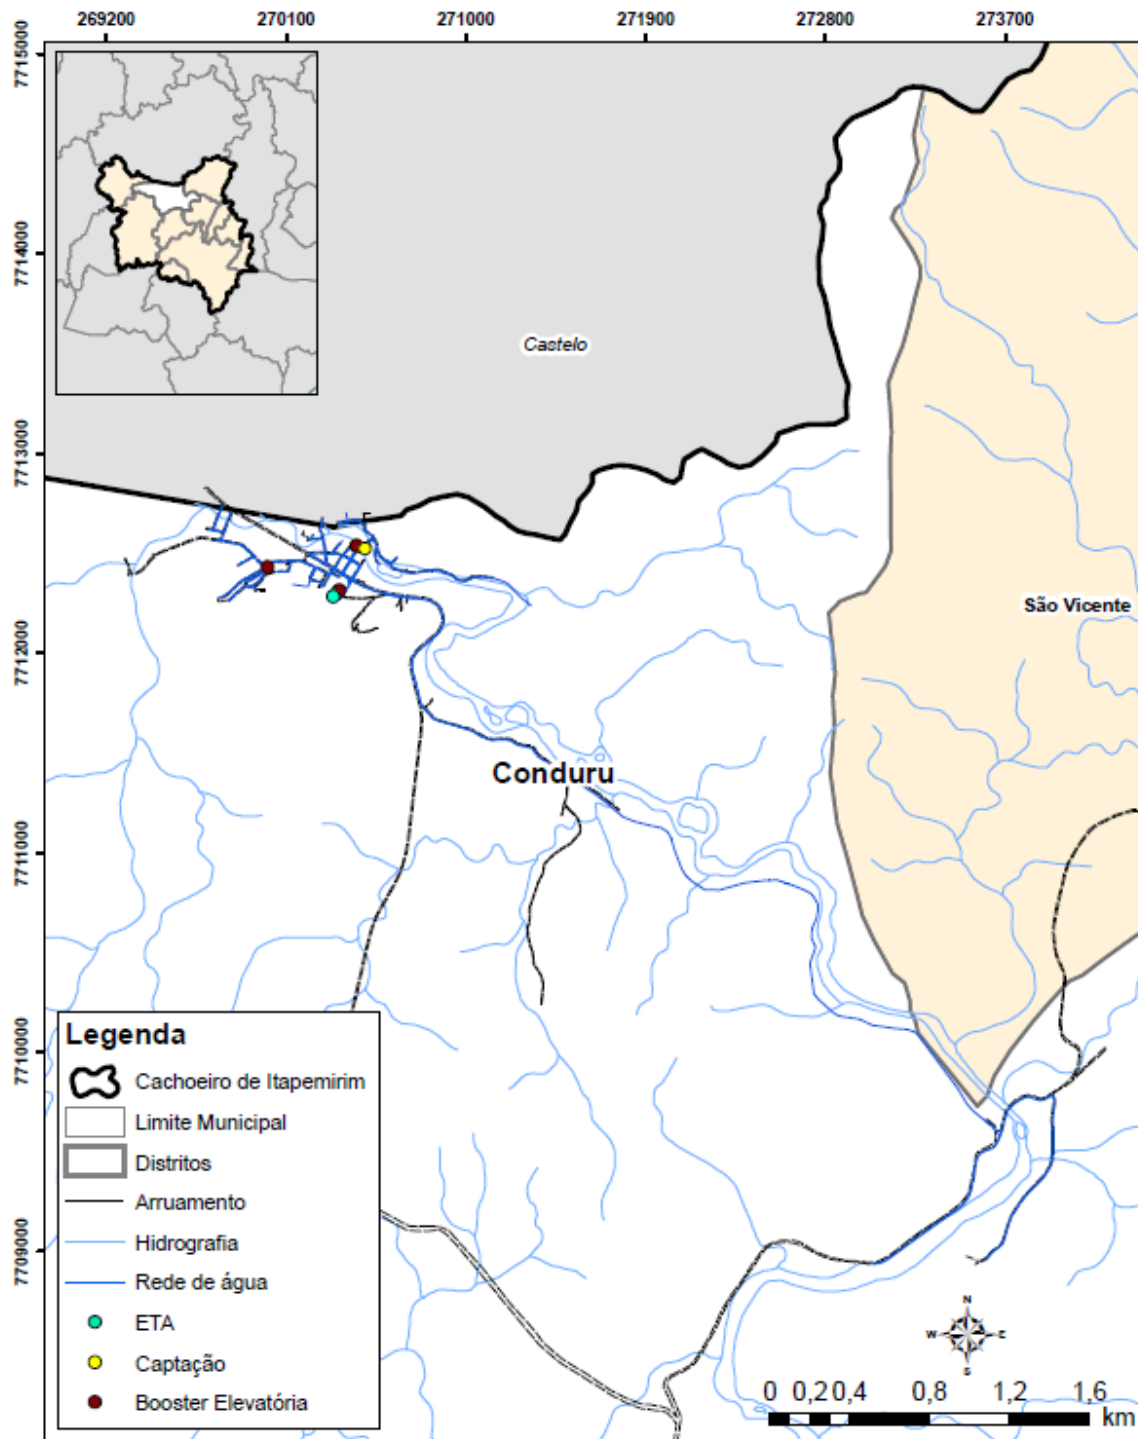 269200 270100 271000 271900 272800 273700
7715000
7714000
7713000
7712000
7711000
7710000
7709000
Castelo
São Vicente
Conduru
Legenda
Cachoeiro de Itapemirim
Limite Municipal
Distritos
Arruamento
Hidrografia
Rede de água
ETA
Captação
Booster Elevatória
N
W E
S
0 0,20,4 0,8 1,2 1,6
km